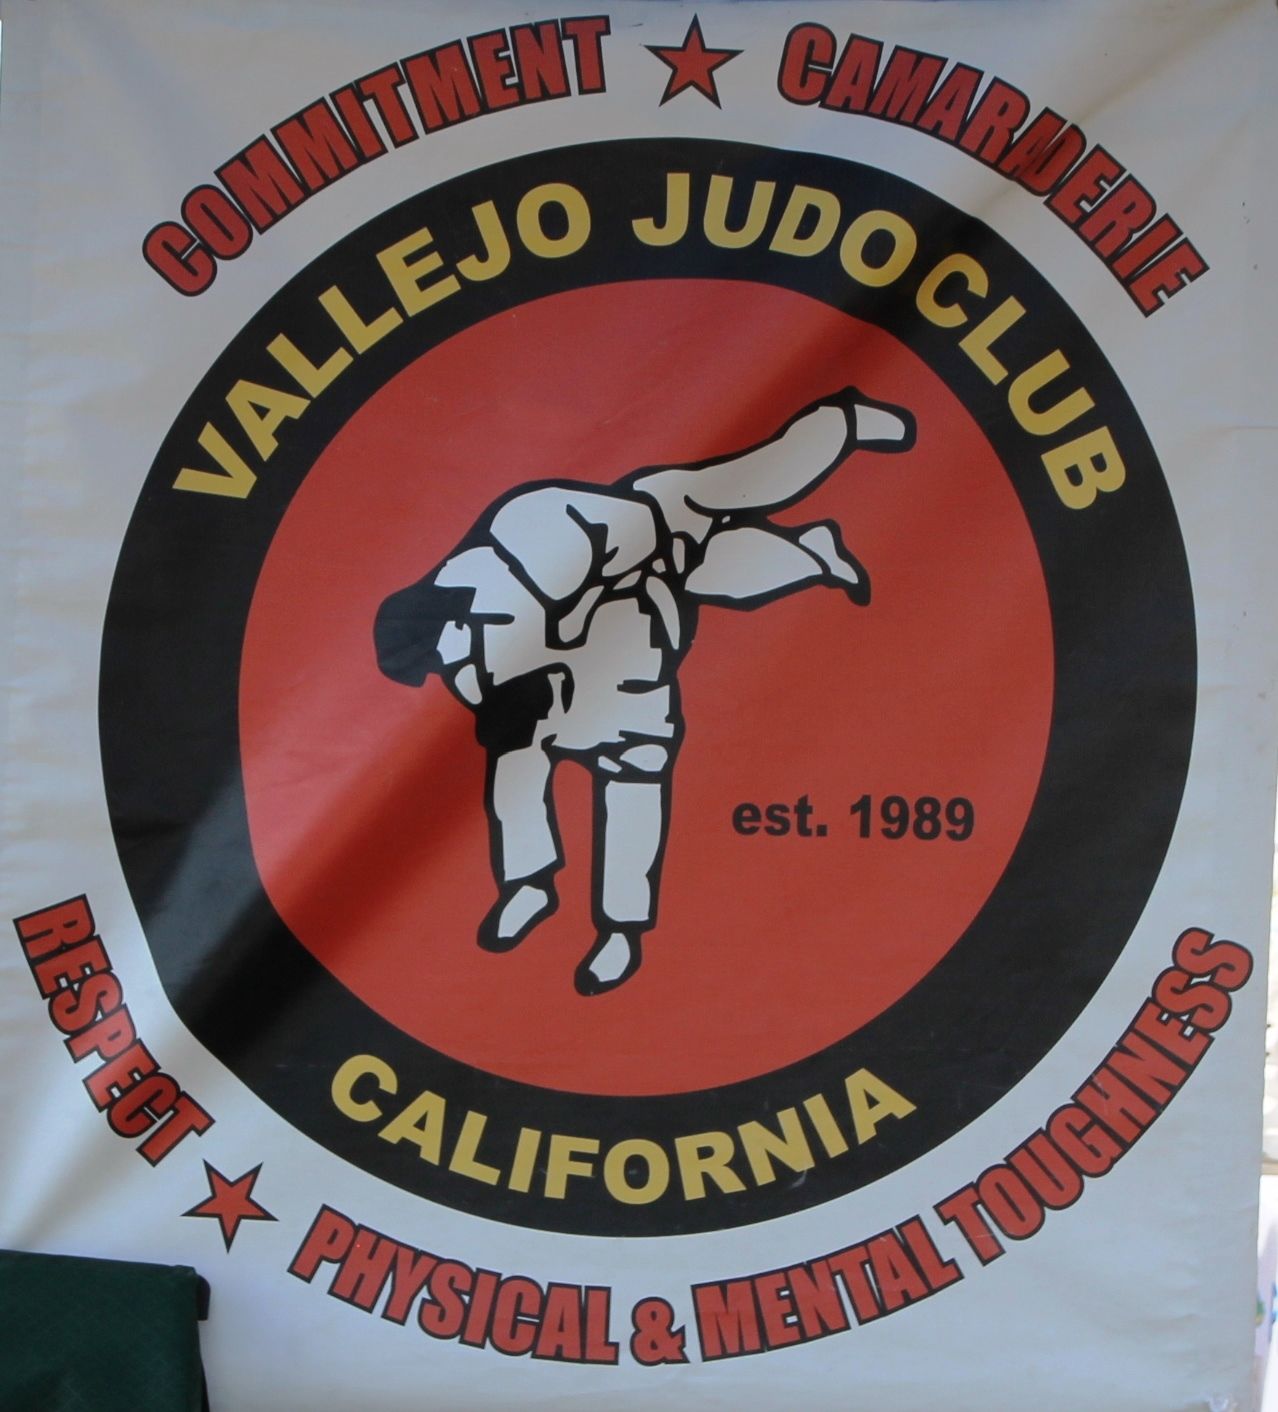 COMMITMENT ★ CAMARADERIE
VALLEJO JUDO CLUB
est. 1989
CALIFORNIA
RESPECT ★ PHYSICAL & MENTAL TOUGHNESS